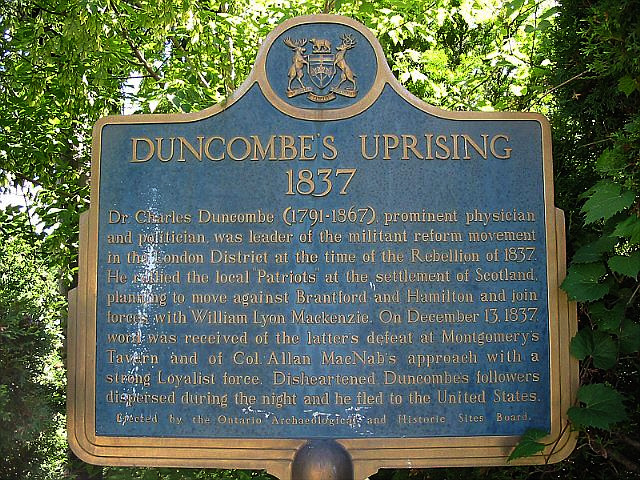 DUNCOMBE'S UPRISING
1837
Dr. Charles Duncombe (1791-1867), prominent physician
and politician, was leader of the militant reform movement
in the London District at the time of the Rebellion of 1837.
He rallied the local "Patriots" at the settlement of Scotland,
planning to move against Brantford and Hamilton and join
forces with William Lyon Mackenzie. On December 13, 1837,
word was received of the latter's defeat at Montgomery's
Tavern and of Col. Allan MacNab's approach with a
strong Loyalist force. Disheartened, Duncombe's followers
dispersed during the night and he fled to the United States.
Erected by the Ontario Archaeological and Historic Sites Board.